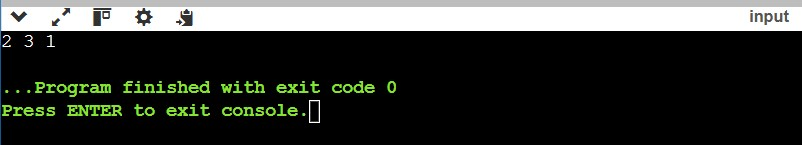 input
2 3 1
...Program finished with exit code 0
Press ENTER to exit console.